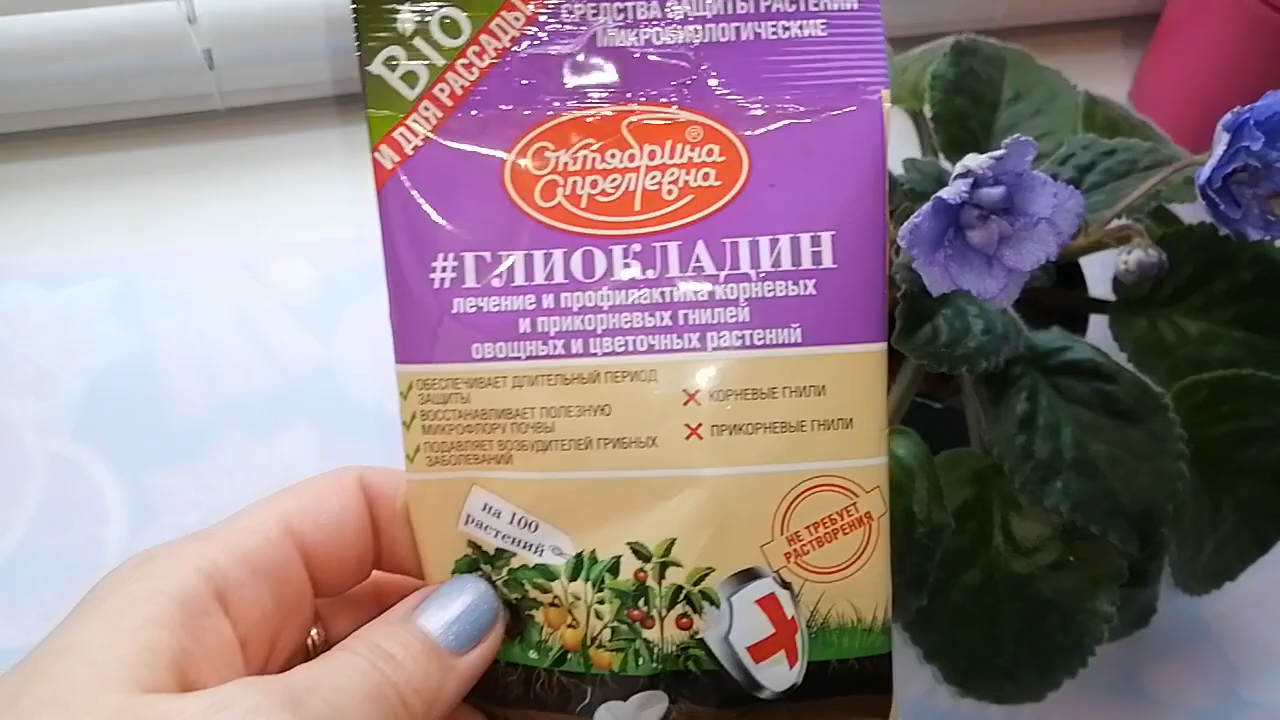 СРЕДСТВА ЗАЩИТЫ РАСТЕНИЙ
МИКРОБИОЛОГИЧЕСКИЕ
Bio
И ДЛЯ РАССАДЫ!
Октябрина
Апрелевна
®
#ГЛИОКЛАДИН
лечение и профилактика корневых
и прикорневых гнилей
овощных и цветочных растений
ОБЕСПЕЧИВАЕТ ДЛИТЕЛЬНЫЙ ПЕРИОД
ЗАЩИТЫ
ВОССТАНАВЛИВАЕТ ПОЛЕЗНУЮ
МИКРОФЛОРУ ПОЧВЫ
ПОДАВЛЯЕТ ВОЗБУДИТЕЛЕЙ ГРИБНЫХ
ЗАБОЛЕВАНИЙ
КОРНЕВЫЕ ГНИЛИ
ПРИКОРНЕВЫЕ ГНИЛИ
на 100
растений
НЕ ТРЕБУЕТ
РАСТВОРЕНИЯ